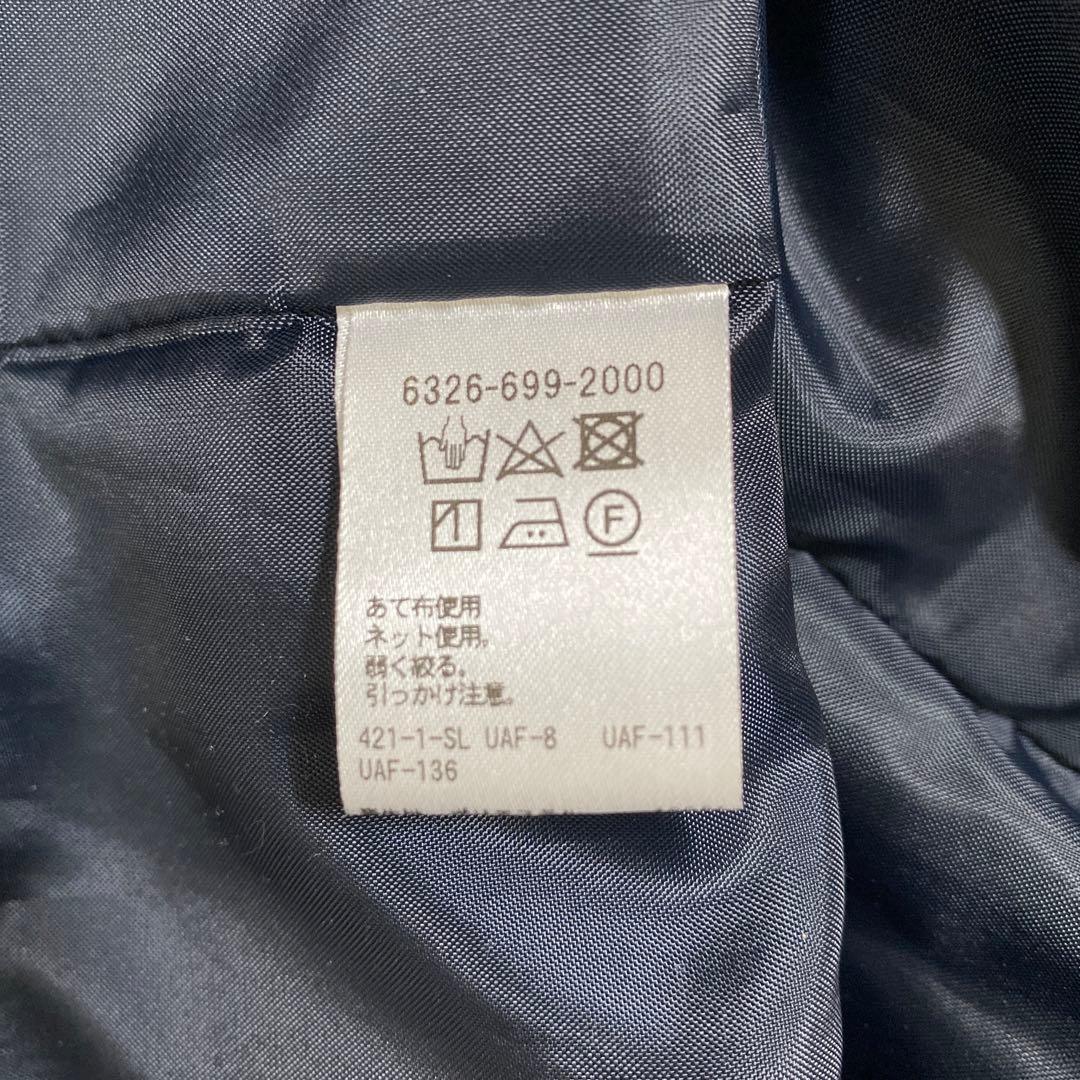 6326-699-2000
F
あて布使用
ネット使用。
弱く絞る。
引っかけ注意。
421-1-SL UAF-8 UAF-111
UAF-136